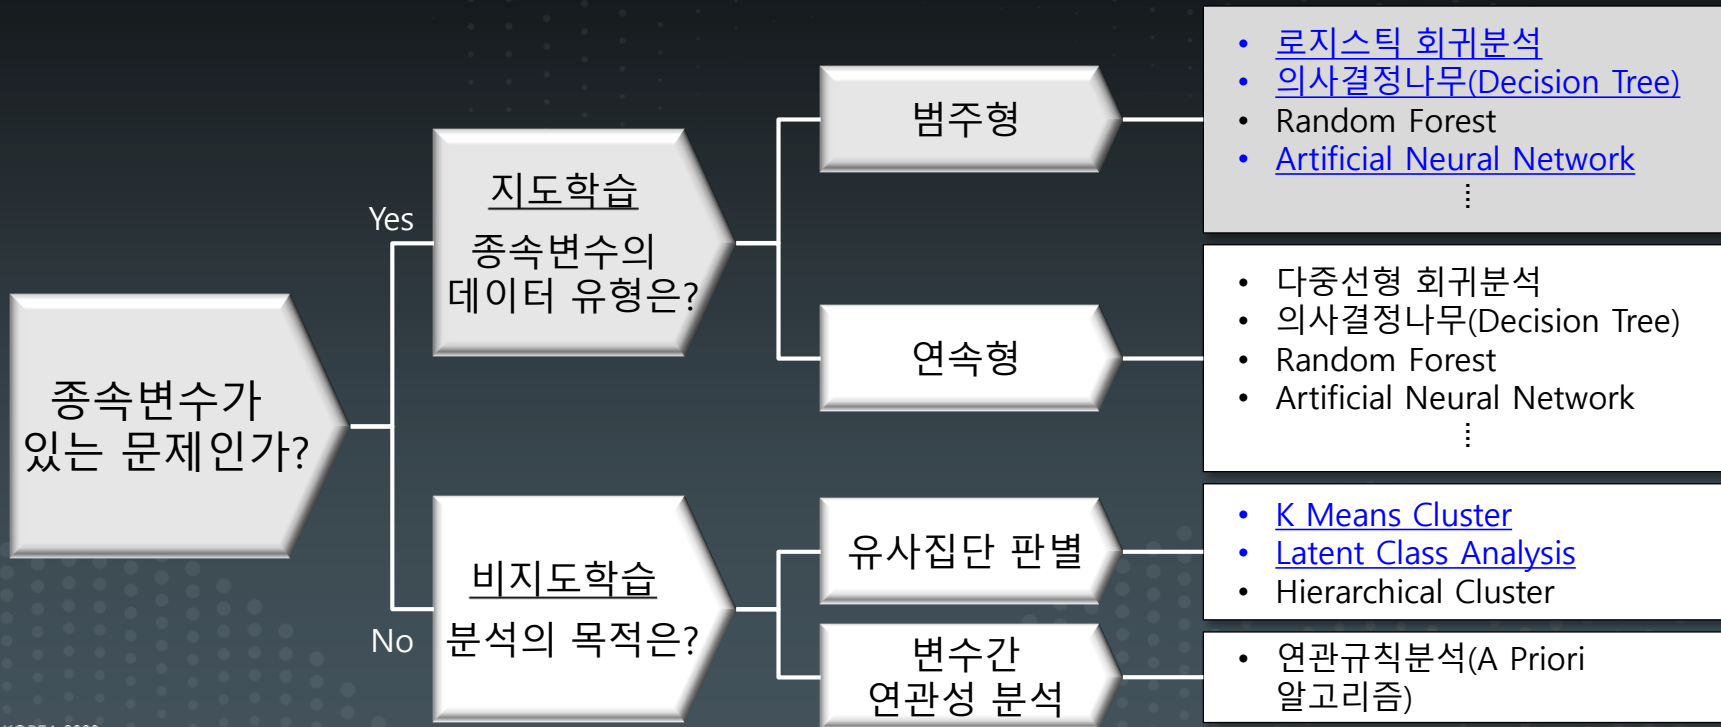 종속변수가
있는 문제인가?
Yes
지도학습
종속변수의
데이터 유형은?
범주형
• 로지스틱 회귀분석
• 의사결정나무(Decision Tree)
• Random Forest
• Artificial Neural Network
⋮
연속형
• 다중선형 회귀분석
• 의사결정나무(Decision Tree)
• Random Forest
• Artificial Neural Network
⋮
No
비지도학습
분석의 목적은?
유사집단 판별
• K Means Cluster
• Latent Class Analysis
• Hierarchical Cluster
변수간
연관성 분석
• 연관규칙분석(A Priori
알고리즘)